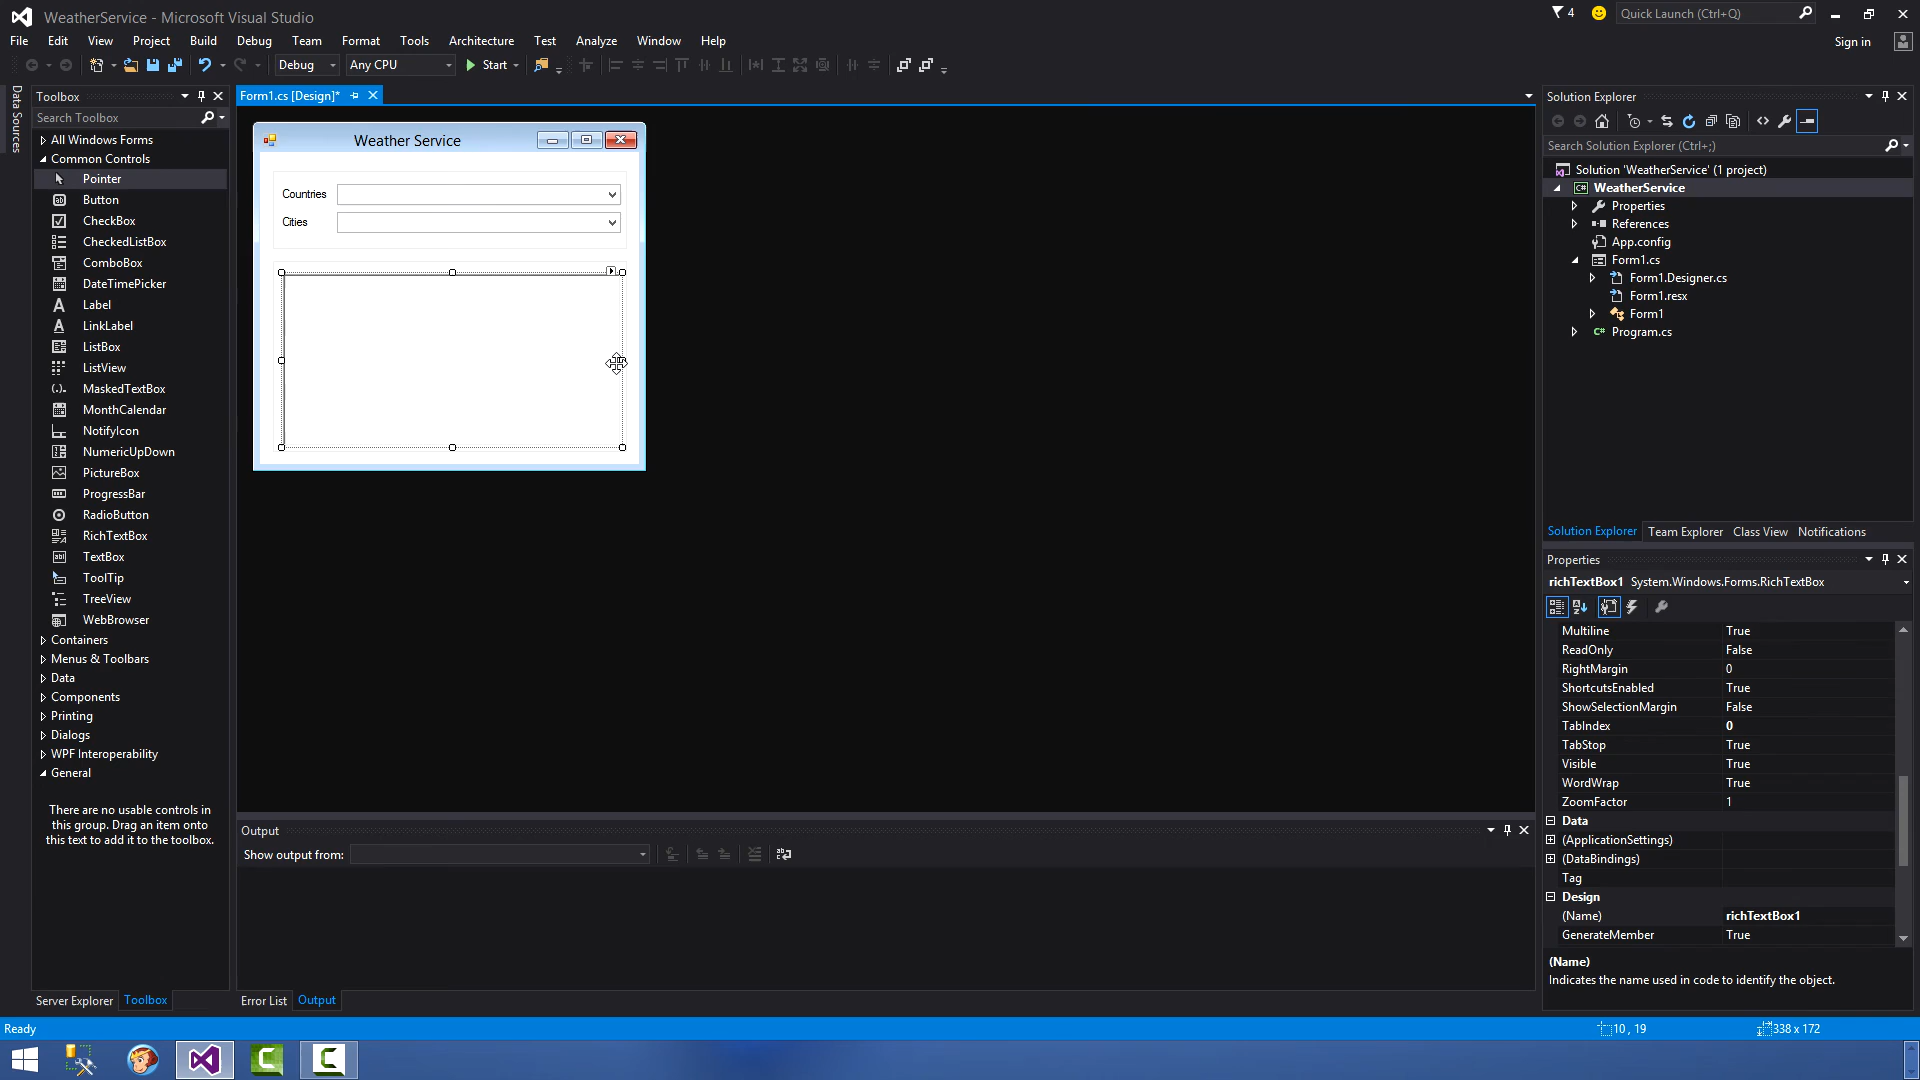 WeatherService - Microsoft Visual Studio
4
Quick Launch (Ctrl+Q)
File Edit View Project Build Debug Team Format Tools Architecture Test Analyze Window Help
Sign in
Debug Any CPU Start
Data Sources
Toolbox
Search Toolbox
All Windows Forms
Common Controls
Pointer
Button
CheckBox
CheckedListBox
ComboBox
DateTimePicker
Label
LinkLabel
ListBox
ListView
MaskedTextBox
MonthCalendar
NotifyIcon
NumericUpDown
PictureBox
ProgressBar
RadioButton
RichTextBox
TextBox
ToolTip
TreeView
WebBrowser
Containers
Menus & Toolbars
Data
Components
Printing
Dialogs
WPF Interoperability
General
There are no usable controls in
this group. Drag an item onto
this text to add it to the toolbox.
Server Explorer Toolbox
Form1.cs [Design]*
Weather Service
Countries
Cities
Output
Show output from:
Error List Output
Solution Explorer
Search Solution Explorer (Ctrl+;)
Solution 'WeatherService' (1 project)
WeatherService
Properties
References
App.config
Form1.cs
Form1.Designer.cs
Form1.resx
Form1
Program.cs
Solution Explorer Team Explorer Class View Notifications
Properties
richTextBox1 System.Windows.Forms.RichTextBox
Multiline True
ReadOnly False
RightMargin 0
ShortcutsEnabled True
ShowSelectionMargin False
TabIndex 0
TabStop True
Visible True
WordWrap True
ZoomFactor 1
Data
(ApplicationSettings)
(DataBindings)
Tag
Design
(Name) richTextBox1
GenerateMember True
(Name)
Indicates the name used in code to identify the object.
Ready
10 , 19
338 x 172